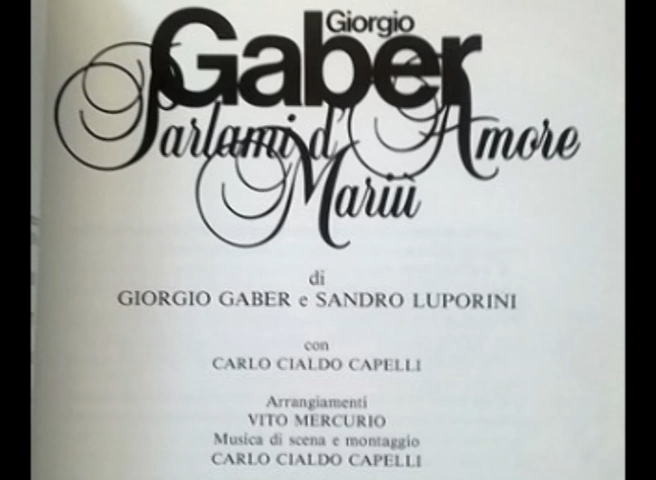 Giorgio
Gaber
Parlami d'Amore
Mariù
di
GIORGIO GABER e SANDRO LUPORINI
con
CARLO CIALDO CAPELLI
Arrangiamenti
VITO MERCURIO
Musica di scena e montaggio
CARLO CIALDO CAPELLI